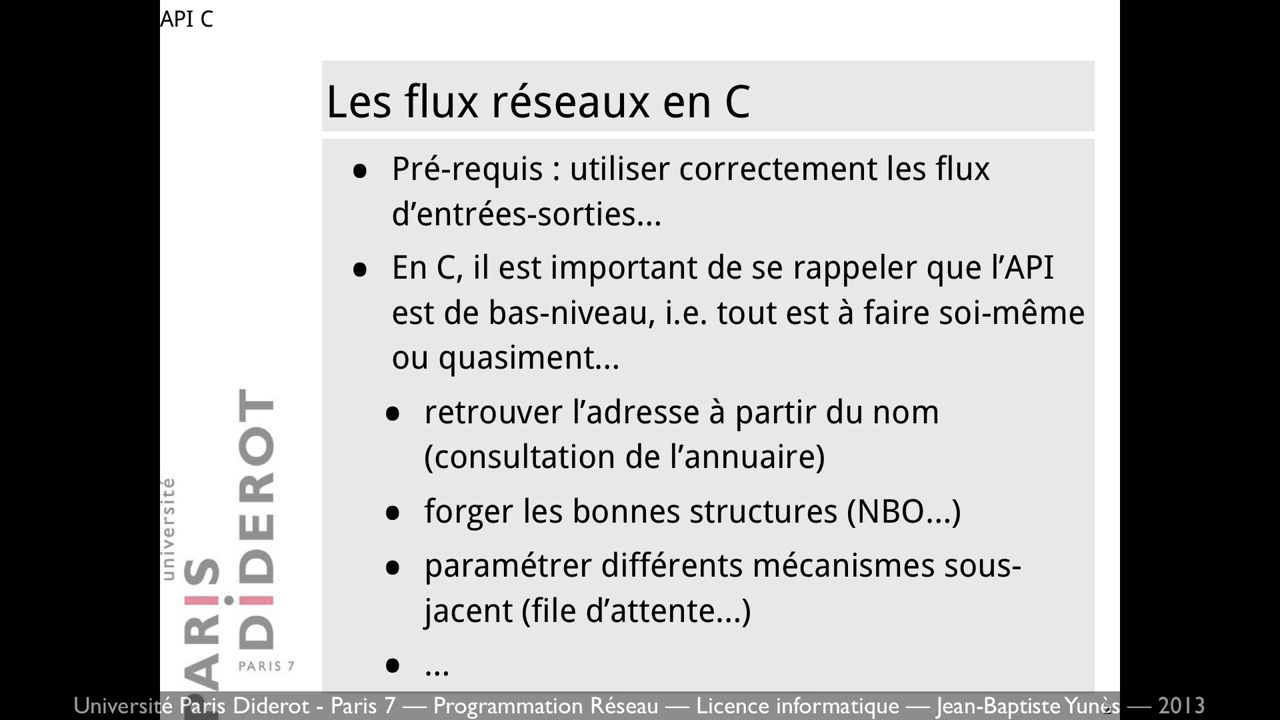 API C
Les flux réseaux en C
• Pré-requis : utiliser correctement les flux
d’entrées-sorties...
• En C, il est important de se rappeler que l’API
est de bas-niveau, i.e. tout est à faire soi-même
ou quasiment...
• retrouver l’adresse à partir du nom
(consultation de l’annuaire)
• forger les bonnes structures (NBO...)
• paramétrer différents mécanismes sous-
jacent (file d’attente...)
• ...
université
PARIS
DIDEROT
PARIS 7
Université Paris Diderot - Paris 7 — Programmation Réseau — Licence informatique — Jean-Baptiste Yunès — 2013